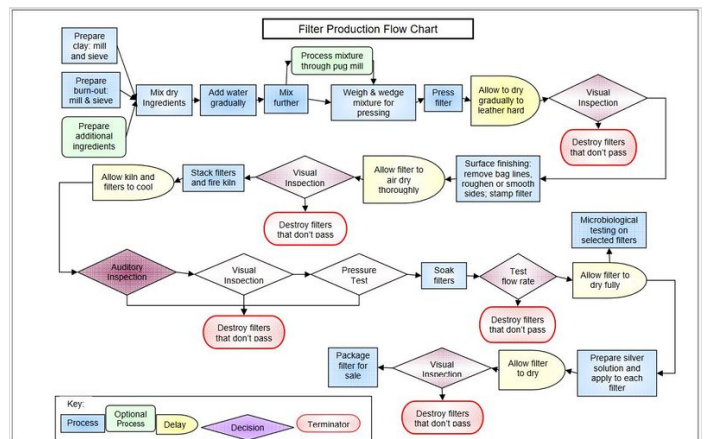 Filter Production Flow Chart
Prepare
clay: mill
and sieve
Process mixture
through pug mill
Prepare
burn-out:
mill & sieve
Mix dry
Ingredients
Add water
gradually
Mix
further
Weigh & wedge
mixture for
pressing
Press
filter
Allow to dry
gradually to
leather hard
Visual
Inspection
Prepare
additional
ingredients
Destroy filters
that don't pass
Allow kiln and
filters to cool
Stack filters
and fire kiln
Visual
Inspection
Allow filter to
air dry
thoroughly
Surface finishing:
remove bag lines,
roughen or smooth
sides; stamp filter
Destroy filters
that don't pass
Microbiological
testing on
selected filters
Auditory
Inspection
Visual
Inspection
Pressure
Test
Soak
filters
Test
flow rate
Allow filter to
dry fully
Destroy filters
that don't pass
Destroy filters
that don't pass
Package
filter for
sale
Visual
Inspection
Allow filter
to dry
Prepare silver
solution and
apply to each
filter
Destroy filters
that don't pass
Key:
Process
Optional
Process
Delay
Decision
Terminator